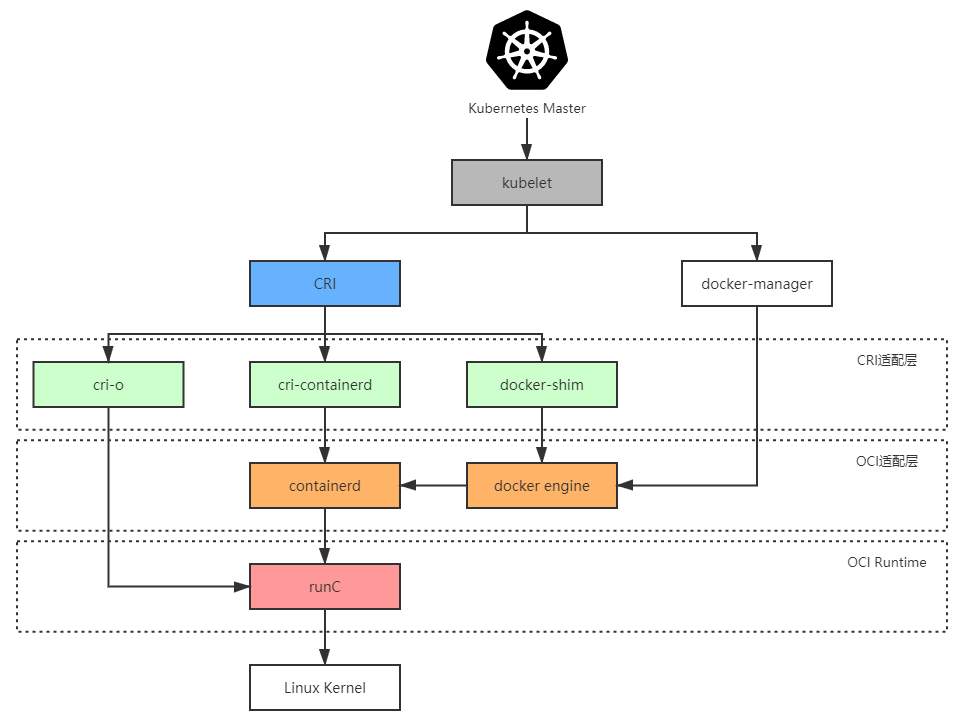 Kubernetes Master
kubelet
CRI
docker-manager
CRI适配层
cri-o
cri-containerd
docker-shim
OCI适配层
containerd
docker engine
OCI Runtime
runC
Linux Kernel